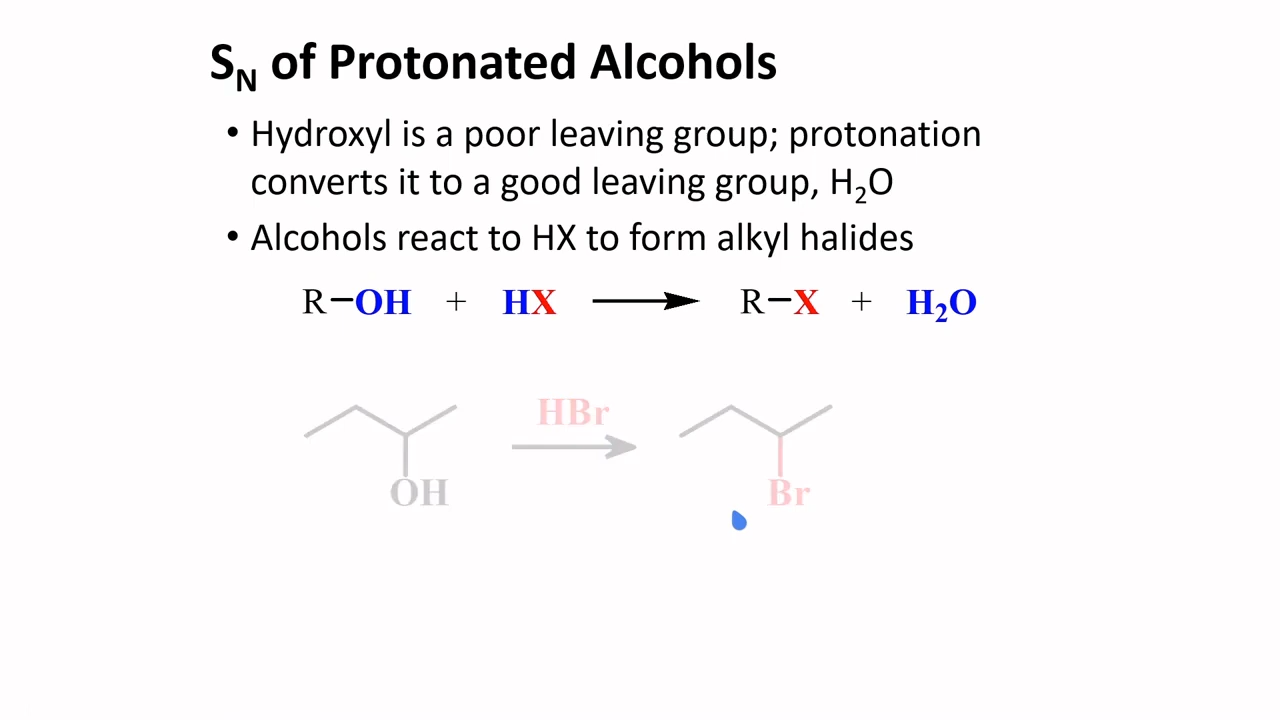 S_N of Protonated Alcohols
• Hydroxyl is a poor leaving group; protonation
converts it to a good leaving group, H₂O
• Alcohols react to HX to form alkyl halides
R−OH + HX ⟶ R−X + H₂O
HBr
OH Br